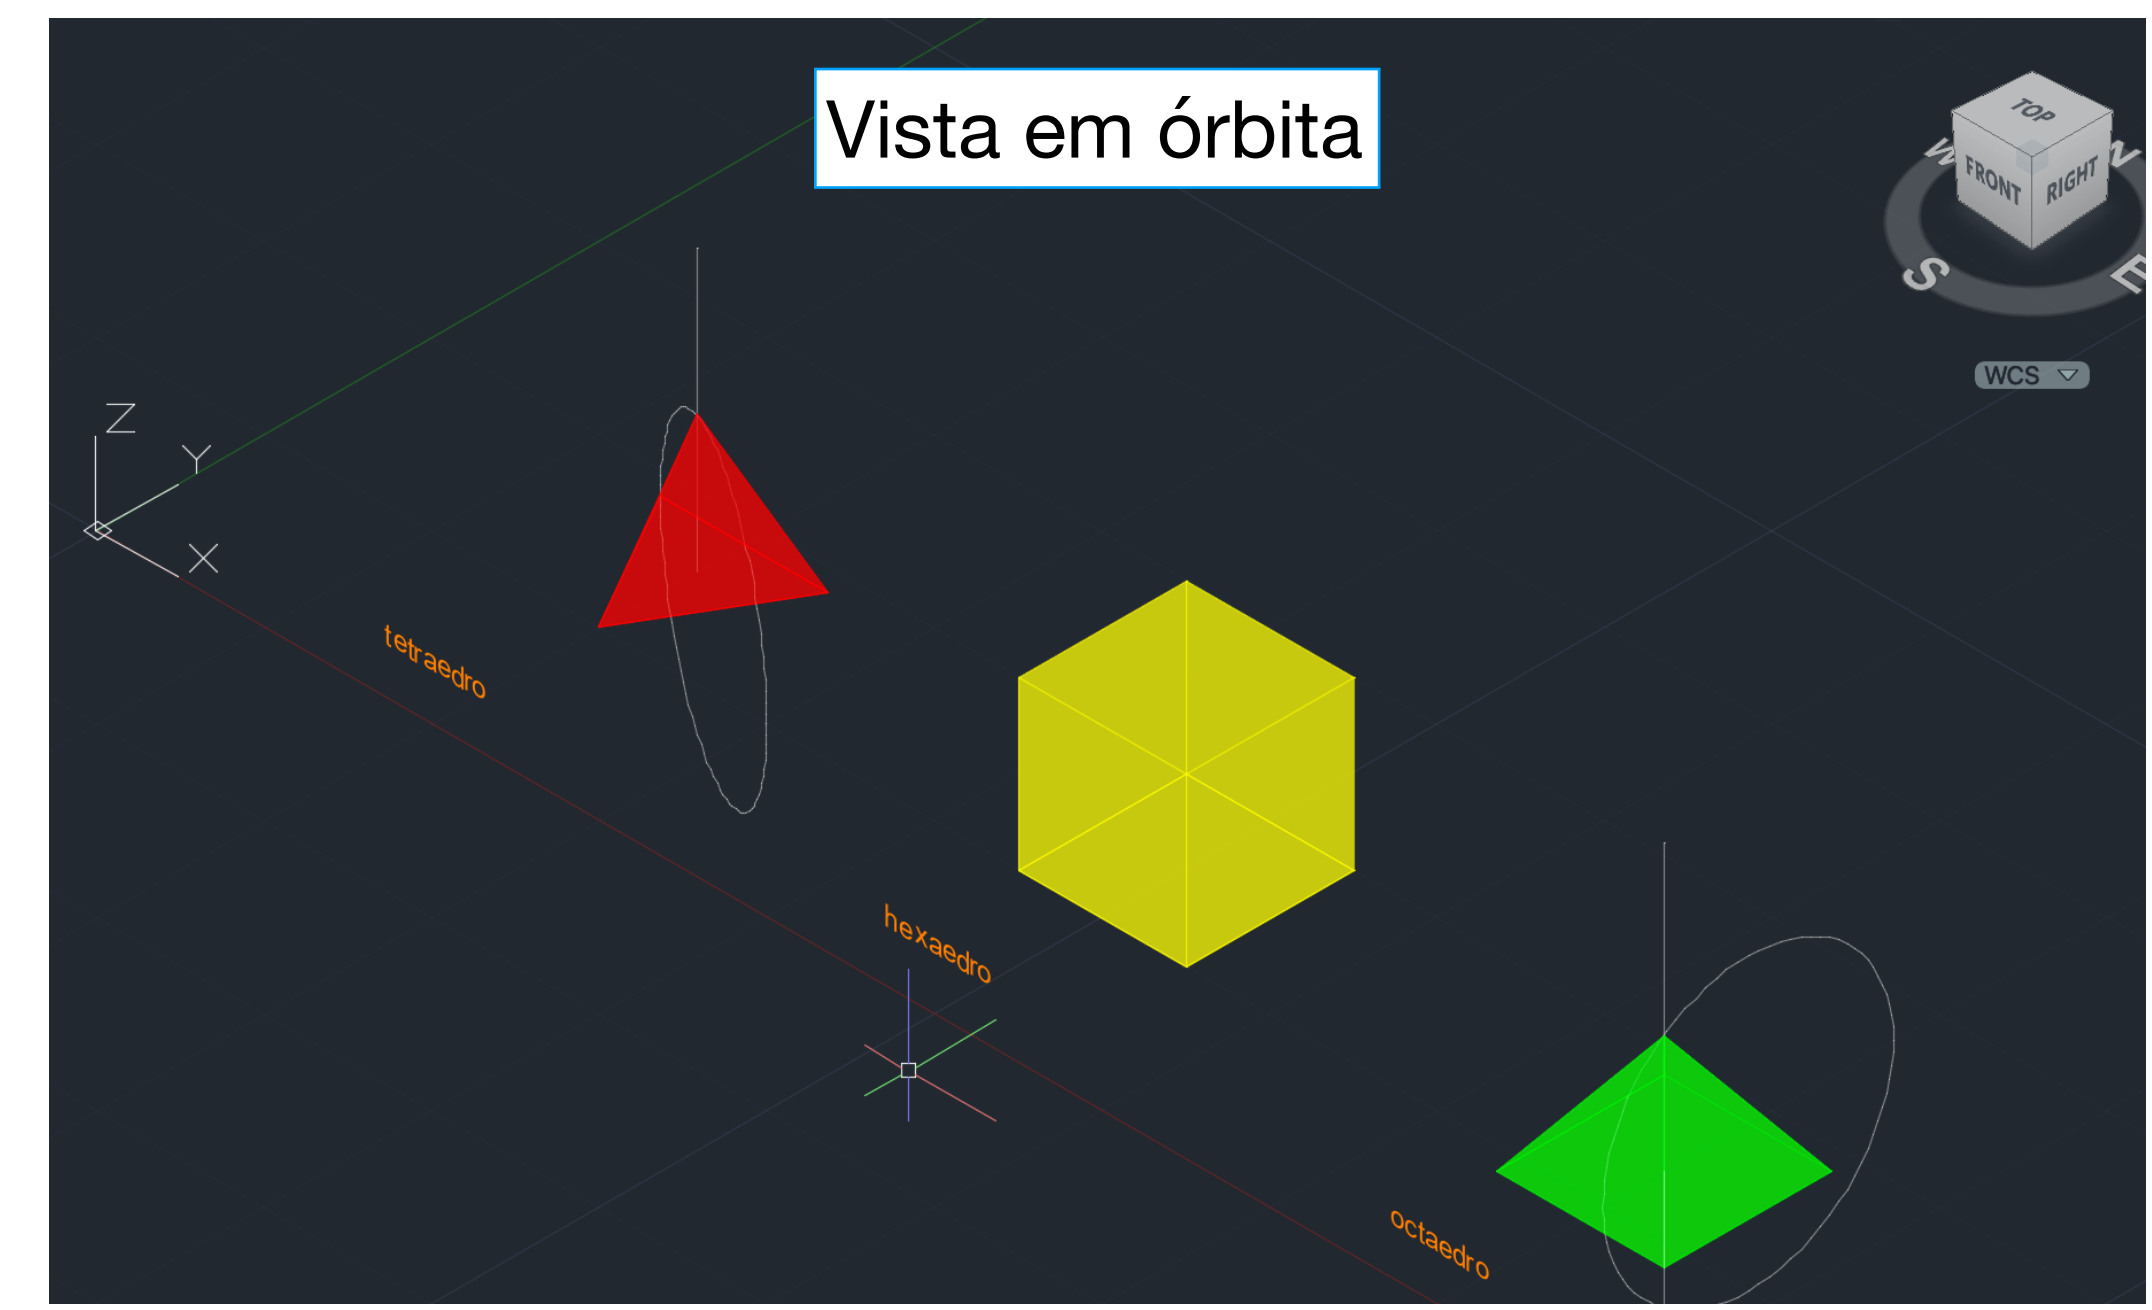 Vista em órbita
TOP
W
N
FRONT
RIGHT
S
E
WCS
Z
Y
X
tetraedro
hexaedro
octaedro